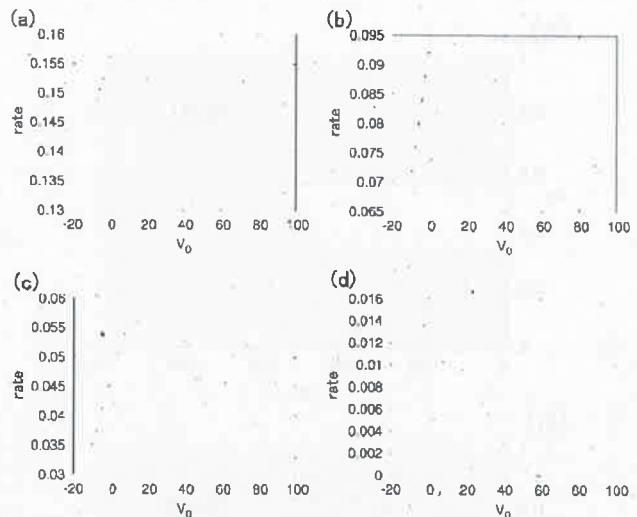 (a)
0.16
0.155
0.15
0.145
0.14
0.135
0.13
rate
-20 0 20 40 60 80 100
V0
(b)
0.095
0.09
0.085
0.08
0.075
0.07
0.065
rate
-20 0 20 40 60 80 100
V0
(c)
0.06
0.055
0.05
0.045
0.04
0.035
0.03
rate
-20 0 20 40 60 80 100
V0
(d)
0.016
0.014
0.012
0.01
0.008
0.006
0.004
0.002
0
rate
-20 0, 20 40 60 80 100
V0